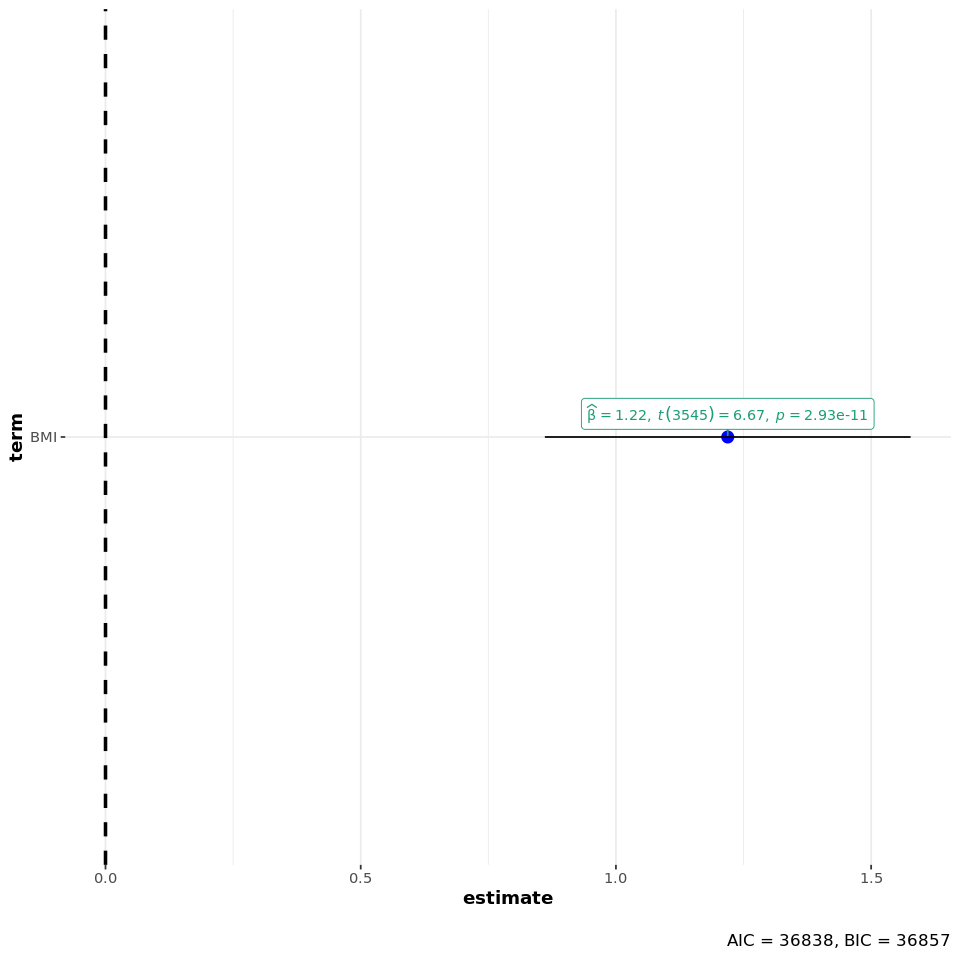 β̂ = 1.22, t(3545) = 6.67, p = 2.93e-11
term
BMI
0.0 0.5 1.0 1.5
estimate
AIC = 36838, BIC = 36857